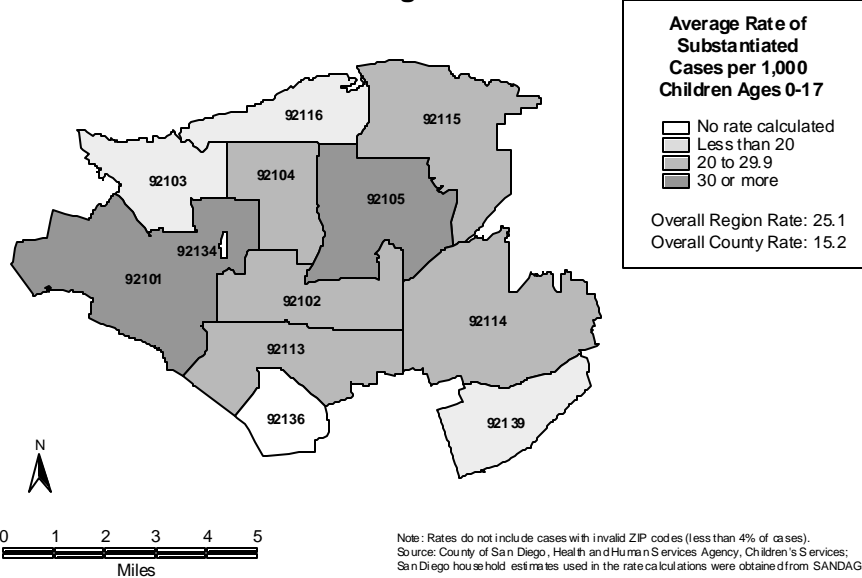 Average Rate of
Substantiated
Cases per 1,000
Children Ages 0-17
No rate calculated
Less than 20
20 to 29.9
30 or more
Overall Region Rate: 25.1
Overall County Rate: 15.2
92116
92115
92103
92104
92105
92134
92101
92102
92114
92113
92136
92139
N
0 1 2 3 4 5
Miles
Note: Rates do not include cases with invalid ZIP codes (less than 4% of cases).
Source: County of San Diego, Health and Human Services Agency, Children's Services;
San Diego household estimates used in the rate calculations were obtained from SANDAG